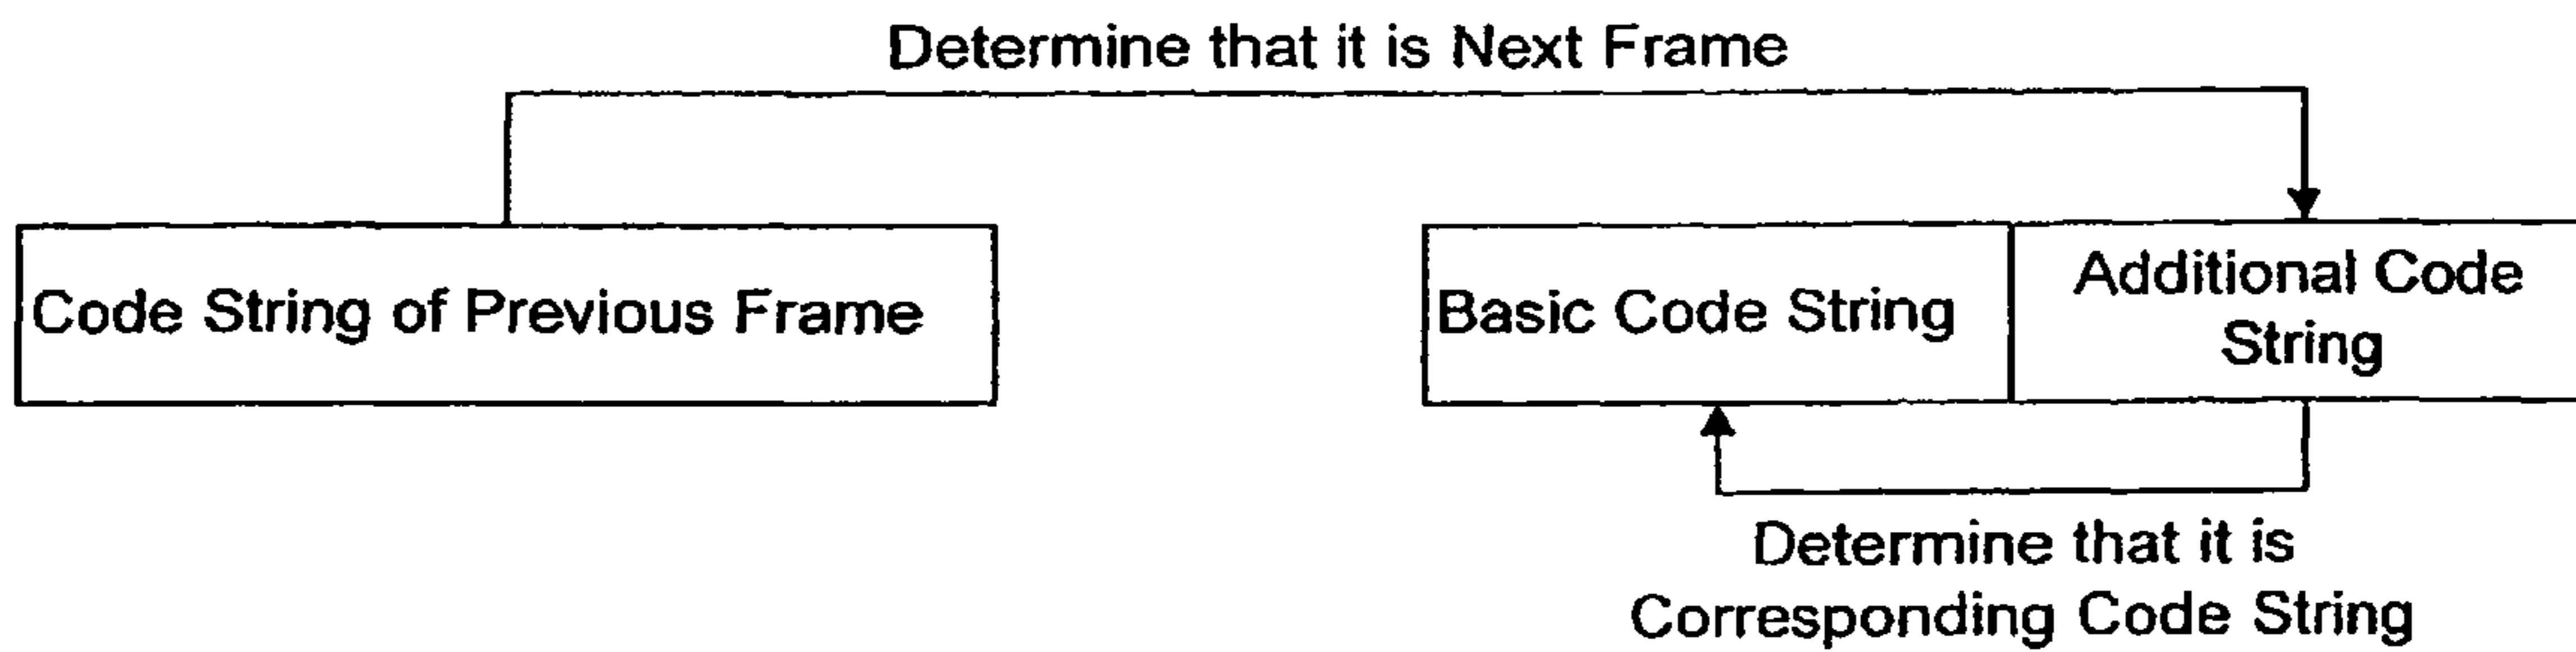 Determine that it is Next Frame
Code String of Previous Frame
Basic Code String
Additional Code
String
Determine that it is
Corresponding Code String